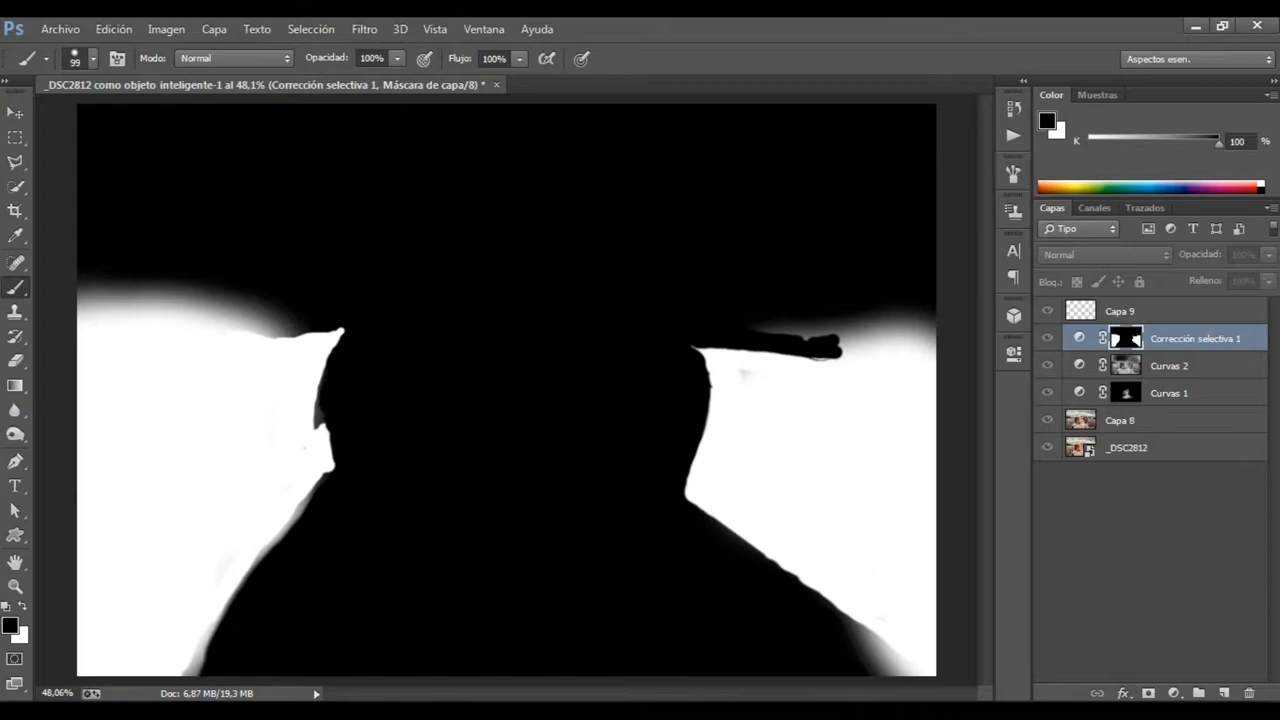 Ps Archivo Edición Imagen Capa Texto Selección Filtro 3D Vista Ventana Ayuda
99 Modo: Normal Opacidad: 100% Flujo: 100% Aspectos esen.
_DSC2812 como objeto inteligente-1 al 48,1% (Corrección selectiva 1, Máscara de capa/8) *
Color Muestras
K 100 %
Capas Canales Trazados
Tipo
Normal Opacidad: 100%
Bloq.: Relleno: 100%
Capa 9
Corrección selectiva 1
Curvas 2
Curvas 1
Capa 8
_DSC2812
48,06% Doc: 6,87 MB/19,3 MB